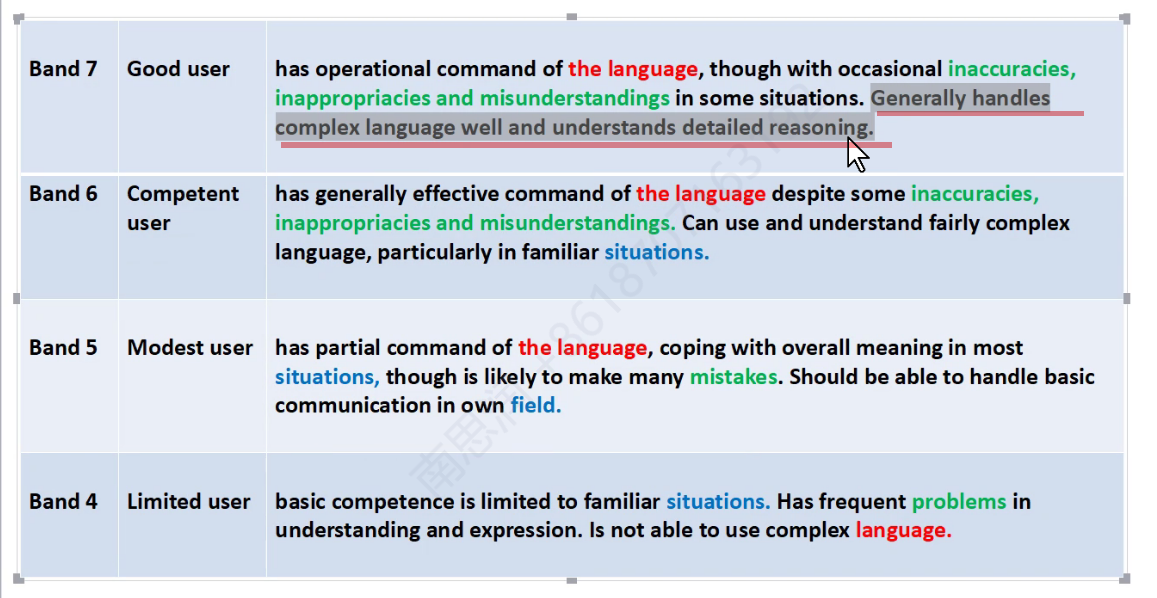 Band 7 Good user has operational command of the language, though with occasional inaccuracies,
inappropriacies and misunderstandings in some situations. Generally handles
complex language well and understands detailed reasoning.
Band 6 Competent user has generally effective command of the language despite some inaccuracies,
inappropriacies and misunderstandings. Can use and understand fairly complex
language, particularly in familiar situations.
Band 5 Modest user has partial command of the language, coping with overall meaning in most
situations, though is likely to make many mistakes. Should be able to handle basic
communication in own field.
Band 4 Limited user basic competence is limited to familiar situations. Has frequent problems in
understanding and expression. Is not able to use complex language.